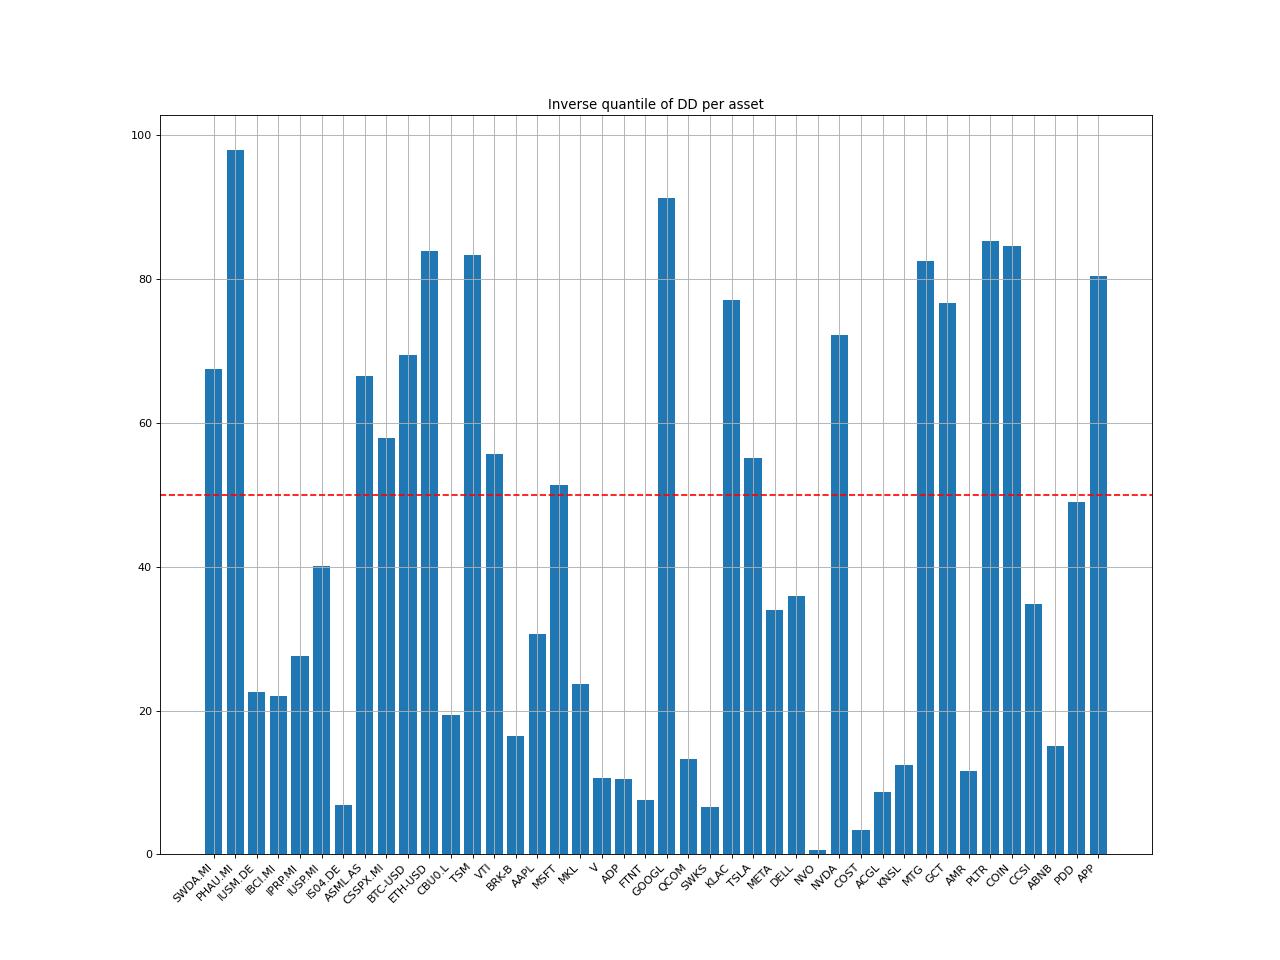 Inverse quantile of DD per asset
100
80
60
40
20
0
SWDA.MI
PHAU.MI
IUSM.DE
IBCI.MI
IPRP.MI
IUSP.MI
IS04.DE
ASML.AS
CSSPX.MI
BTC-USD
ETH-USD
CBU0.L
TSM
VTI
BRK-B
AAPL
MSFT
MKL
V
ADP
FTNT
GOOGL
QCOM
SWKS
KLAC
TSLA
META
DELL
NVO
NVDA
COST
ACGL
KNSL
MTG
GCT
AMR
PLTR
COIN
CCSI
ABNB
PDD
APP